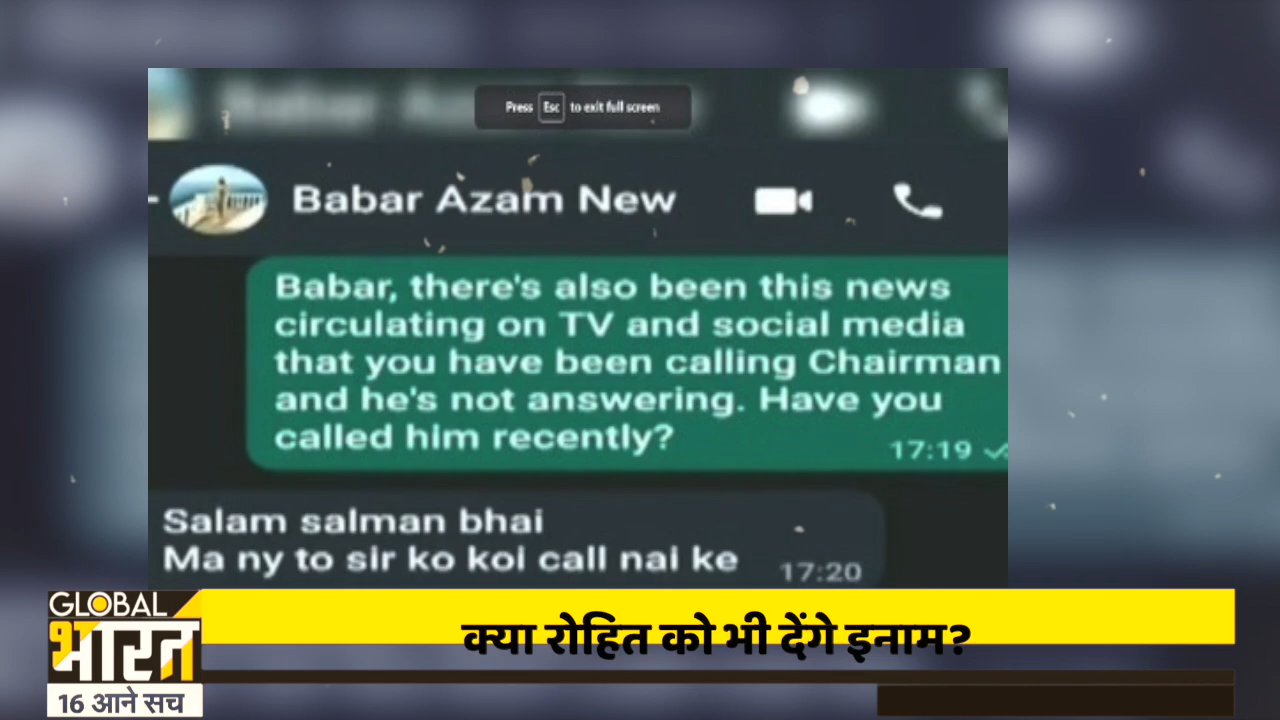 Press Esc to exit full screen
Babar Azam New
Babar, there's also been this news
circulating on TV and social media
that you have been calling Chairman
and he's not answering. Have you
called him recently?
17:19
Salam salman bhai
Ma ny to sir ko koi call nai ke
17:20
GLOBAL
भारत
16 आने सच
क्या रोहित को भी देंगे इनाम?